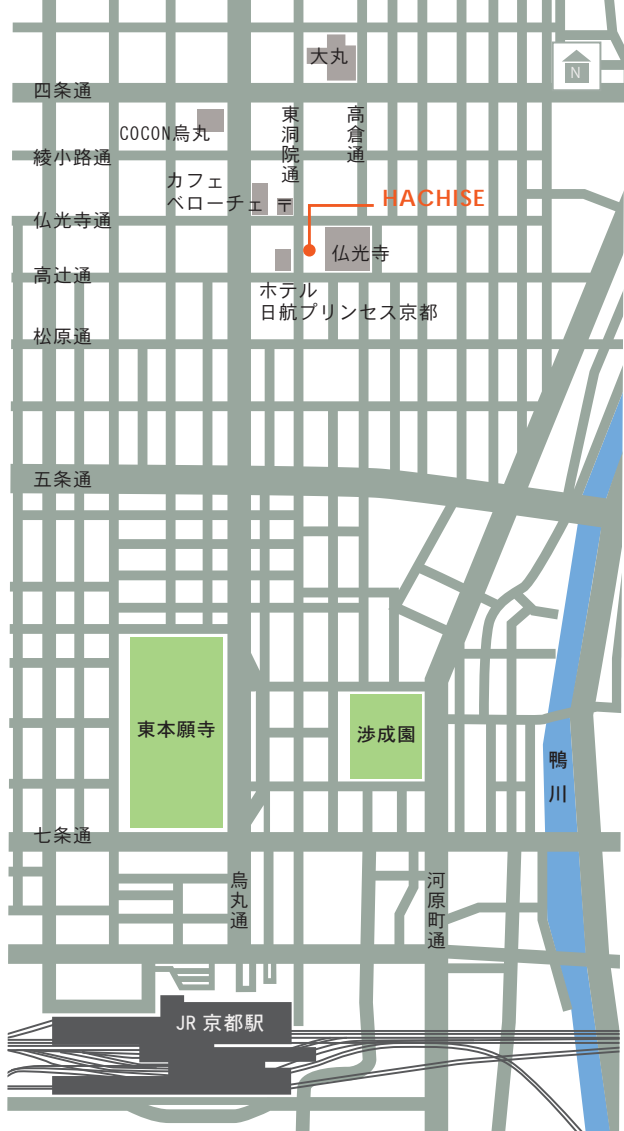 大丸
N
四条通
東洞院通
高倉通
COCON烏丸
綾小路通
カフェ
ベローチェ
〒
HACHISE
仏光寺通
仏光寺
高辻通
ホテル
日航プリンセス京都
松原通
五条通
東本願寺
渉成園
鴨川
七条通
烏丸通
河原町通
JR 京都駅